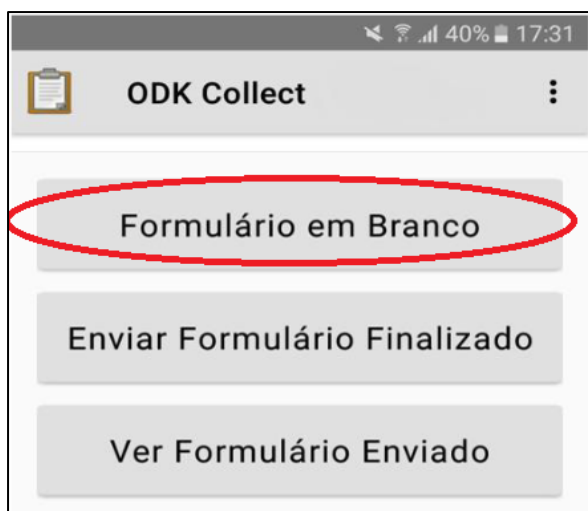 40% 17:31
ODK Collect
Formulário em Branco
Enviar Formulário Finalizado
Ver Formulário Enviado